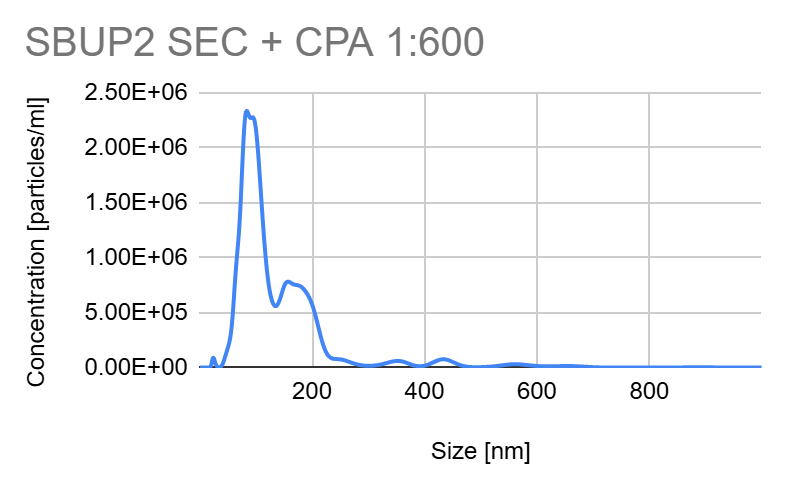 SBUP2 SEC + CPA 1:600
Concentration [particles/ml]
2.50E+06
2.00E+06
1.50E+06
1.00E+06
5.00E+05
0.00E+00
200
400
600
800
Size [nm]